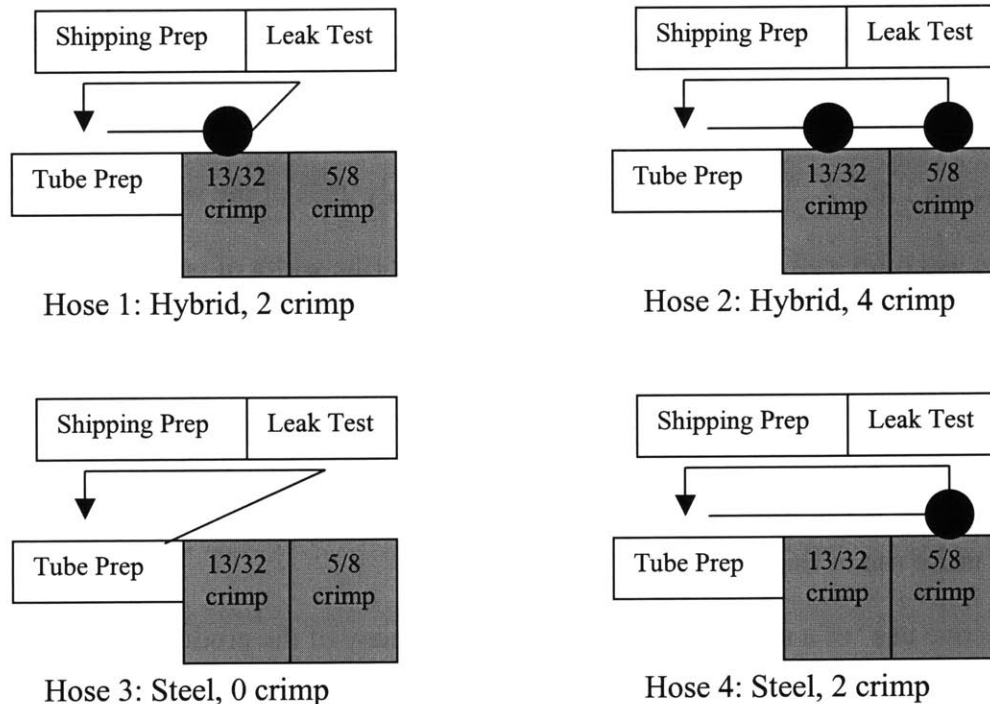 Shipping Prep Leak Test
Tube Prep 13/32 crimp 5/8 crimp
Hose 1: Hybrid, 2 crimp
Shipping Prep Leak Test
Tube Prep 13/32 crimp 5/8 crimp
Hose 2: Hybrid, 4 crimp
Shipping Prep Leak Test
Tube Prep 13/32 crimp 5/8 crimp
Hose 3: Steel, 0 crimp
Shipping Prep Leak Test
Tube Prep 13/32 crimp 5/8 crimp
Hose 4: Steel, 2 crimp